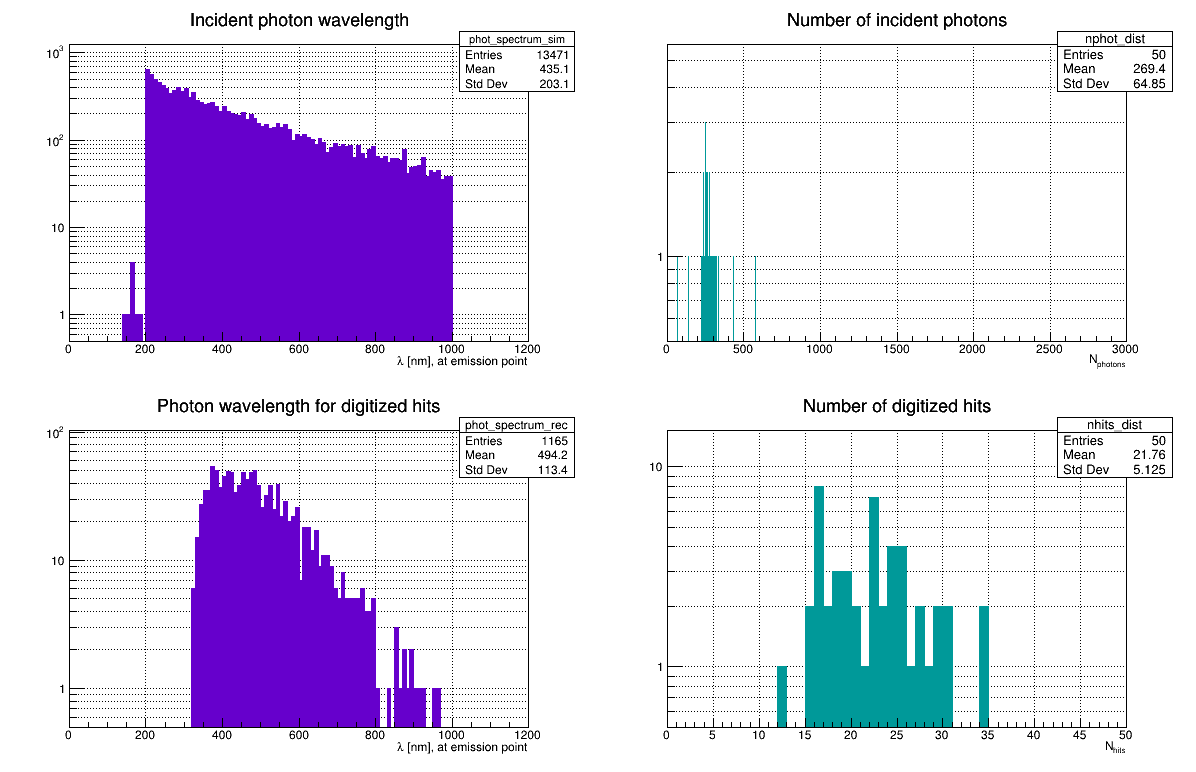 Incident photon wavelength
phot_spectrum_sim
Entries 13471
Mean 435.1
Std Dev 203.1
10³
10²
10
1
0 200 400 600 800 1000 1200
λ [nm], at emission point
Number of incident photons
nphot_dist
Entries 50
Mean 269.4
Std Dev 64.85
1
0 500 1000 1500 2000 2500 3000
Nphotons
Photon wavelength for digitized hits
phot_spectrum_rec
Entries 1165
Mean 494.2
Std Dev 113.4
10²
10
1
0 200 400 600 800 1000 1200
λ [nm], at emission point
Number of digitized hits
nhits_dist
Entries 50
Mean 21.76
Std Dev 5.125
10
1
0 5 10 15 20 25 30 35 40 45 50
Nhits